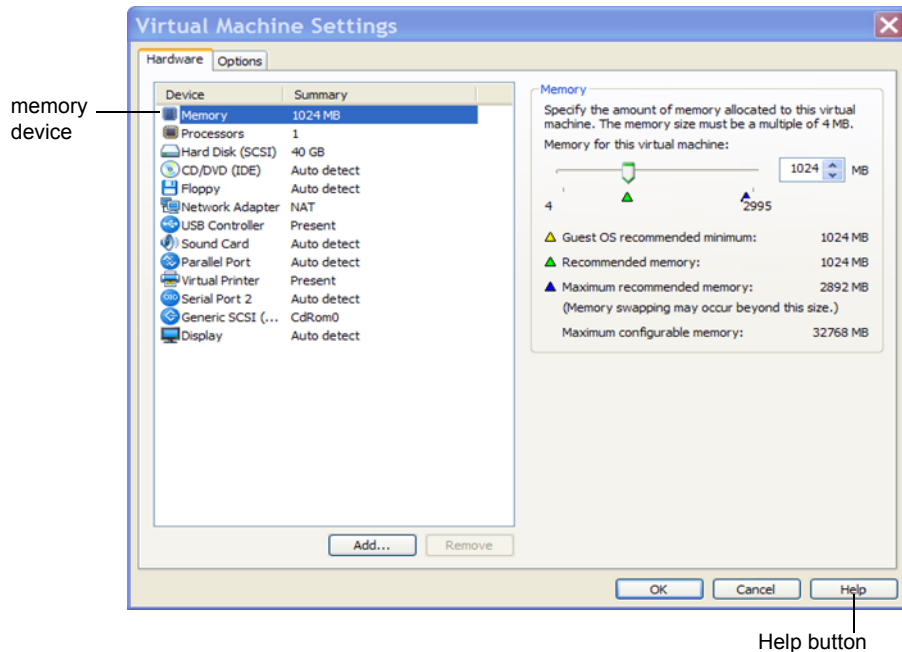 Virtual Machine Settings
Hardware Options
memory device
Device Summary
Memory 1024 MB
Processors 1
Hard Disk (SCSI) 40 GB
CD/DVD (IDE) Auto detect
Floppy Auto detect
Network Adapter NAT
USB Controller Present
Sound Card Auto detect
Parallel Port Auto detect
Virtual Printer Present
Serial Port 2 Auto detect
Generic SCSI (... CdRom0
Display Auto detect
Add... Remove
Memory
Specify the amount of memory allocated to this virtual
machine. The memory size must be a multiple of 4 MB.
Memory for this virtual machine:
1024 MB
4 2995
Guest OS recommended minimum: 1024 MB
Recommended memory: 1024 MB
Maximum recommended memory: 2892 MB
(Memory swapping may occur beyond this size.)
Maximum configurable memory: 32768 MB
OK Cancel Help
Help button